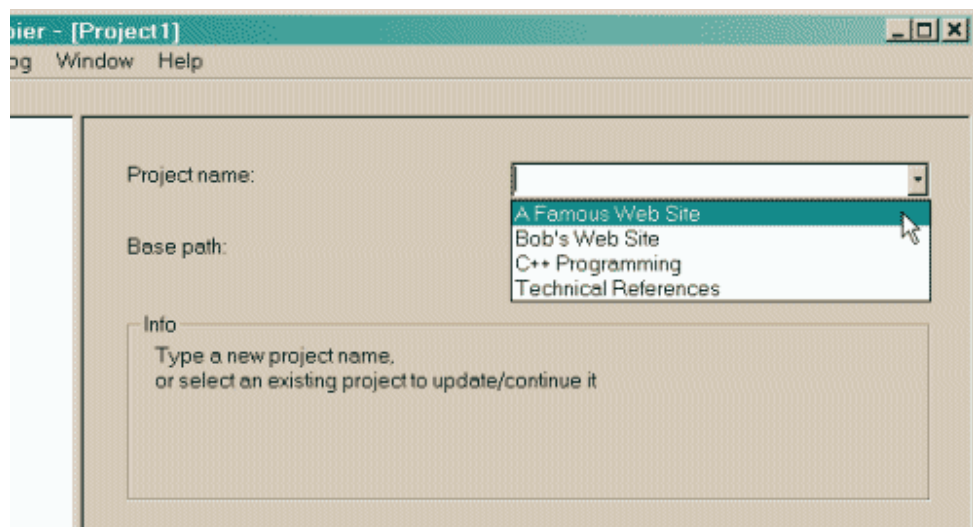 pier - [Project1]
og Window Help
Project name:
A Famous Web Site
Bob's Web Site
Base path:
C++ Programming
Technical References
Info
Type a new project name,
or select an existing project to update/continue it